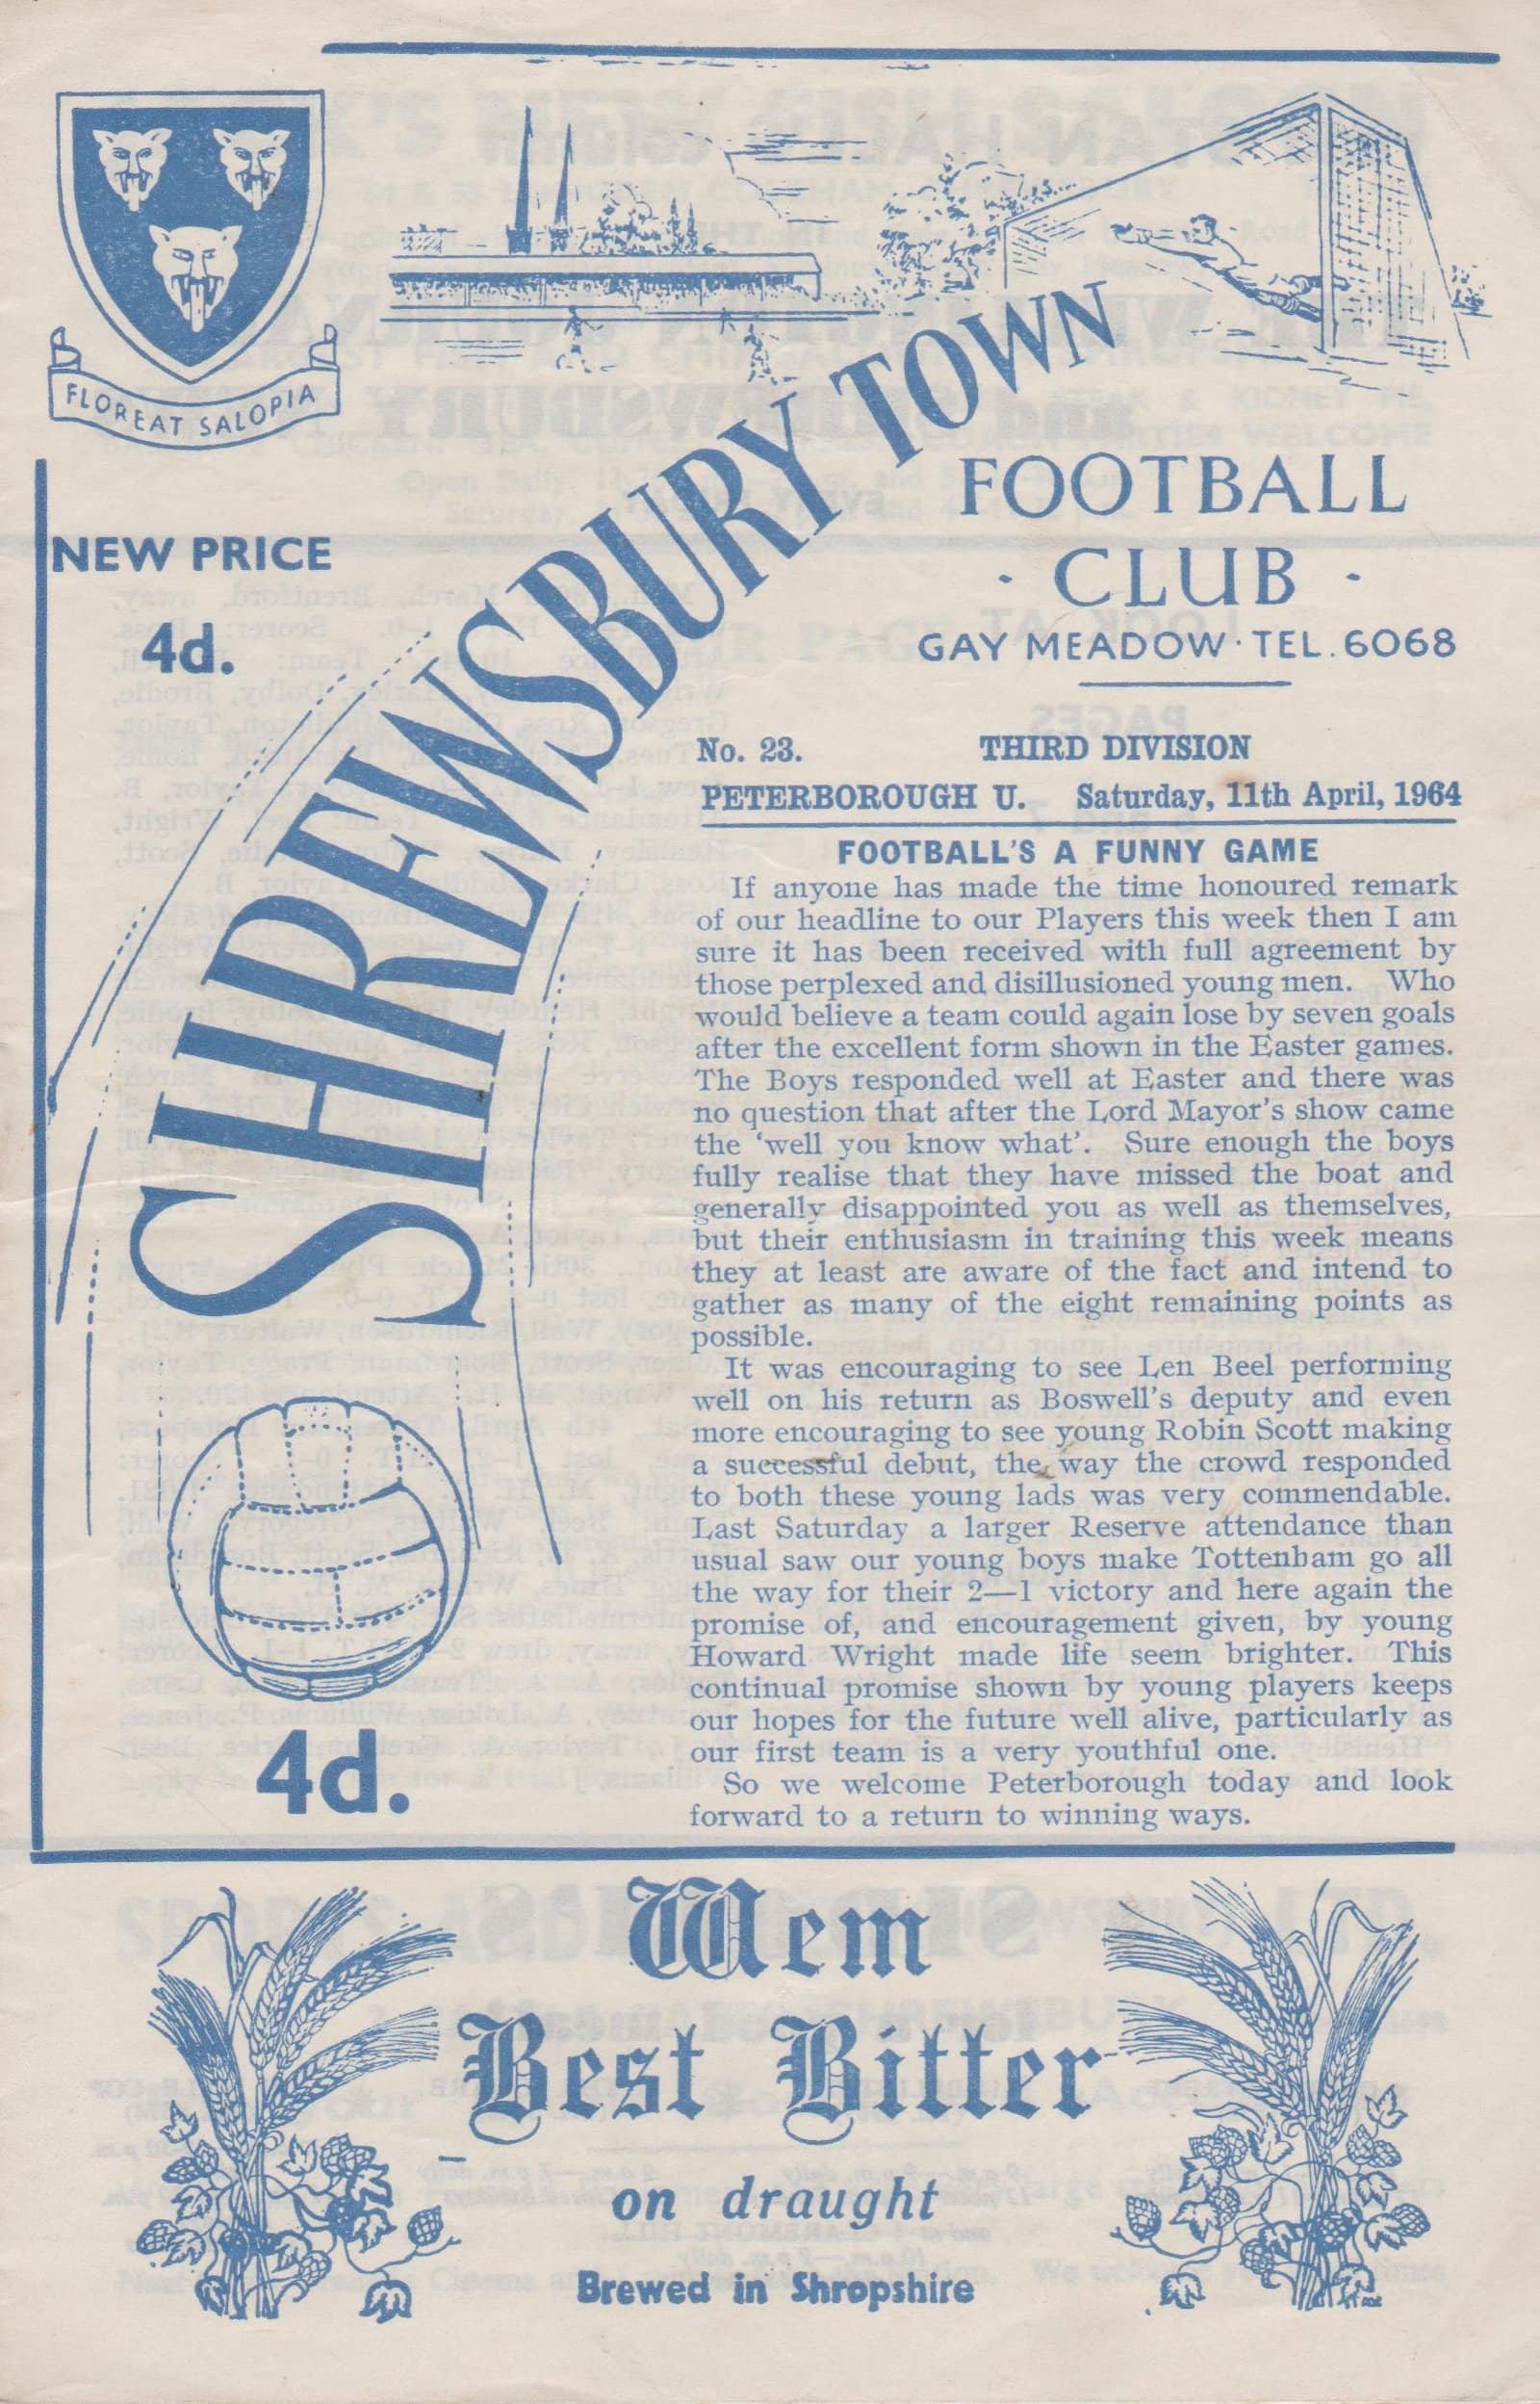 FLOREAT SALOPIA
SHREWSBURY TOWN
FOOTBALL
· CLUB ·
GAY MEADOW · TEL. 6068
NEW PRICE
4d.
No. 23. THIRD DIVISION
PETERBOROUGH U. Saturday, 11th April, 1964
FOOTBALL'S A FUNNY GAME
If anyone has made the time honoured remark
of our headline to our Players this week then I am
sure it has been received with full agreement by
those perplexed and disillusioned young men. Who
would believe a team could again lose by seven goals
after the excellent form shown in the Easter games.
The Boys responded well at Easter and there was
no question that after the Lord Mayor's show came
the 'well you know what'. Sure enough the boys
fully realise that they have missed the boat and
generally disappointed you as well as themselves,
but their enthusiasm in training this week means
they at least are aware of the fact and intend to
gather as many of the eight remaining points as
possible.
It was encouraging to see Len Beel performing
well on his return as Boswell's deputy and even
more encouraging to see young Robin Scott making
a successful debut, the way the crowd responded
to both these young lads was very commendable.
Last Saturday a larger Reserve attendance than
usual saw our young boys make Tottenham go all
the way for their 2—1 victory and here again the
promise of, and encouragement given, by young
Howard Wright made life seem brighter. This
continual promise shown by young players keeps
our hopes for the future well alive, particularly as
our first team is a very youthful one.
So we welcome Peterborough today and look
forward to a return to winning ways.
4d.
Wem
Best Bitter
on draught
Brewed in Shropshire